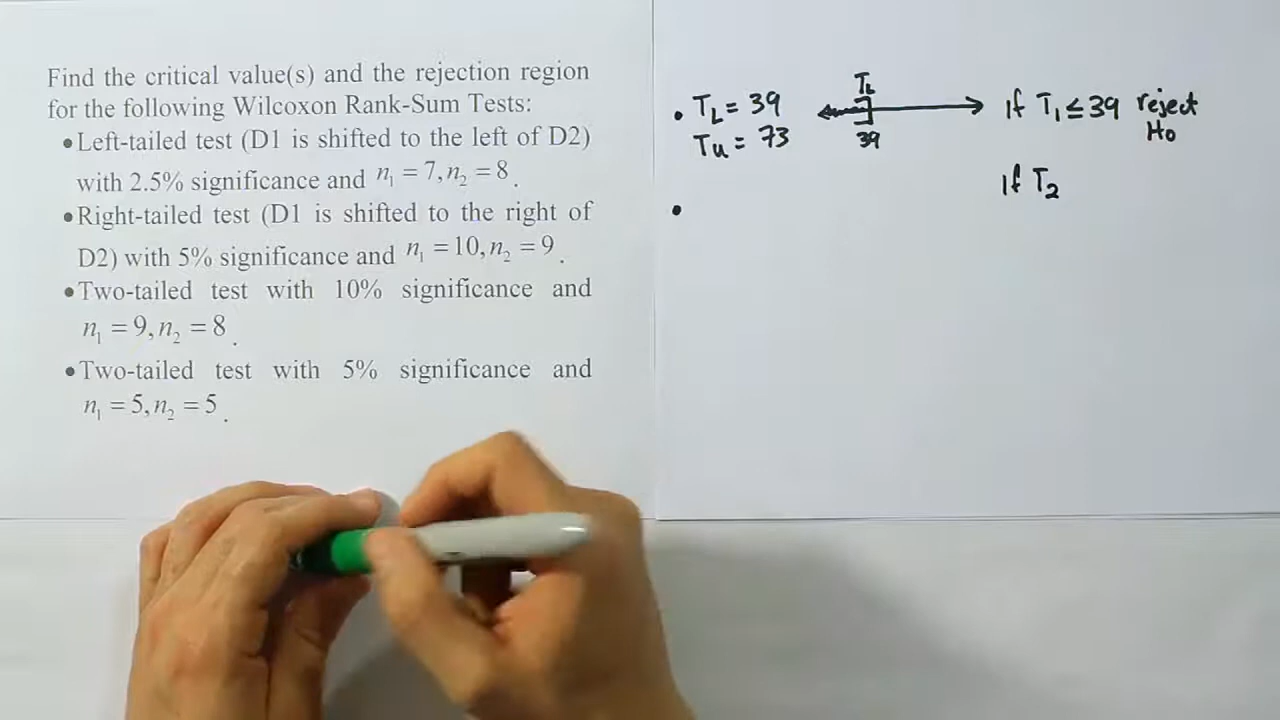 Find the critical value(s) and the rejection region
for the following Wilcoxon Rank-Sum Tests:
• Left-tailed test (D1 is shifted to the left of D2)
with 2.5% significance and n₁ = 7, n₂ = 8.
• Right-tailed test (D1 is shifted to the right of
D2) with 5% significance and n₁ = 10, n₂ = 9.
• Two-tailed test with 10% significance and
n₁ = 9, n₂ = 8.
• Two-tailed test with 5% significance and
n₁ = 5, n₂ = 5.
• T_L = 39
T_u = 73
T_L
39
If T₁ ≤ 39 reject
H₀
If T₂
•